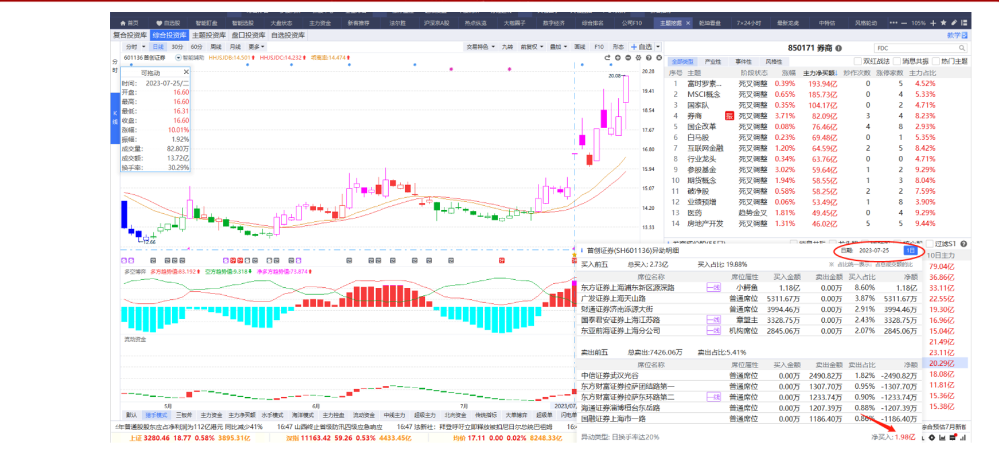 首页 自选股 智能盯盘 智能选股 大盘状态 主力资金 新客推荐 法尔胜 沪深京A股 热点纵览 大咖圈子 数字经济 综合排名 公司F10 主题挖掘 × 乾坤看盘 7×24小时 最新龙虎 中特估 风格轮动 ••• 105%
复合投资库 综合投资库 主题投资库 盘口投资库 自选投资库 教学
分时 日线 30分 60分 周线 月线 更多 交易特色 九转 前复权 叠加 画线 F10 形态 +自选
601136首创证券 智能辅助 HHJSJDB:14.501 HHJSJDC:14.232 乖离率:14.474
分时
K线
可拖动 ×
时间: 2023-07-25/二
开盘: 16.60
最高: 16.60
最低: 16.31
收盘: 16.60
涨幅: 10.01%
振幅: 1.92%
成交量: 82.80万
成交额: 13.72亿
换手率: 30.29%
20.08
12.66
20.28
19.41
18.54
17.67
16.80
15.94
15.07
14.20
13.33
多空博弈 多方趋势值:83.192 空方趋势值:9.318 净多方趋势值:73.874
流动资金
5月 6月 7月 2023/07/
默认 猎手模式 三板斧 主力资金 主力净买额 水手模式 海洋模式 主力控盘 流动资金 中线主力 超级主力 北向资金 传统指标 大单博弈 超级单 闪电单
850171 券商 FDC
全部类型 产业性 事件性 风格性 双红战法 消息共振 热门主题
序号 主题 阶段状态 涨幅 主力净买额↓ 炒作次数 涨停家数 主力占比
1 富时罗素... 死叉调整 0.39% 193.94亿 0 5 4.52%
2 MSCI概念 死叉调整 0.65% 185.73亿 0 4 5.33%
3 国家队 死叉调整 0.35% 104.17亿 0 2 4.71%
4 券商 振 死叉调整 3.71% 82.09亿 3 4 8.23%
5 国企改革 死叉调整 0.08% 76.46亿 4 8 2.93%
6 白马股 死叉调整 0.23% 69.48亿 0 1 5.35%
7 互联网金融 死叉调整 1.20% 64.59亿 2 5 8.42%
8 行业龙头 死叉调整 0.34% 63.76亿 0 0 4.71%
9 参股基金 死叉调整 3.02% 59.64亿 1 2 9.29%
10 期货概念 死叉调整 1.94% 58.55亿 1 3 8.04%
11 破净股 死叉调整 0.58% 58.25亿 2 2 7.59%
12 业绩预增 死叉调整 0.06% 53.49亿 1 8 3.90%
13 医药 趋势金叉 1.81% 49.45亿 0 4 9.29%
14 房地产开发 死叉调整 1.31% 46.02亿 5 5 9.44%
过滤ST
首创证券(SH601136)异动明细 日期: 2023-07-25 1日
买入前五 总买入: 2.73亿 买入占比: 19.88% ※ 占比统一表示: 占总成交额的比
席位名称 席位属性 买入金额 卖出金额 买入占比 净额
东方证券上海浦东新区源深路 一线 小鳄鱼 1.18亿 0.00万 8.60% 1.18亿
广发证券上海天山路 普通席位 5311.67万 0.00万 3.87% 5311.67万
财通证券济南泺源大街 普通席位 3994.46万 0.00万 2.91% 3994.46万
国泰君安证券上海江苏路 一线 章盟主 3328.75万 0.00万 2.43% 3328.75万
东亚前海证券上海分公司 一线 机构席位 2845.06万 0.00万 2.07% 2845.06万
卖出前五 总卖出:7426.06万 卖出占比:5.41%
席位名称 席位属性 买入金额 卖出金额 卖出占比 净额
中信证券武汉光谷 普通席位 0.00万 2490.82万 1.82% -2490.82万
东方财富证券拉萨团结路第一 普通席位 0.00万 1307.70万 0.95% -1307.70万
东方财富证券拉萨东环路第二 一线 普通席位 0.00万 1233.74万 0.90% -1233.74万
海通证券淄博桓台东岳路 普通席位 0.00万 1207.39万 0.88% -1207.39万
国融证券上海市一路 普通席位 0.00万 1186.40万 0.86% -1186.40万
异动类型: 日换手率达20% 净买入: 1.98亿
10日主力
79.04亿
36.86亿
33.11亿
22.55亿
19.30亿
16.96亿
15.04亿
21.49亿
23.11亿
20.29亿
18.08亿
11.81亿
15.36亿
15.38亿
年普通股股东应占净利润为112亿港元 同比减少41% 16:47 山西终止省级防汛四级应急响应 16:47 法新社: 拜登呼吁立即释放被扣尼日尔总统巴祖姆 综合预估7月新能
上证 3280.46 18.77 0.58% 3895.31亿 深指 11163.42 59.26 0.53% 4433.45亿 均价 17.11 0.00 0.02% 8248.33亿